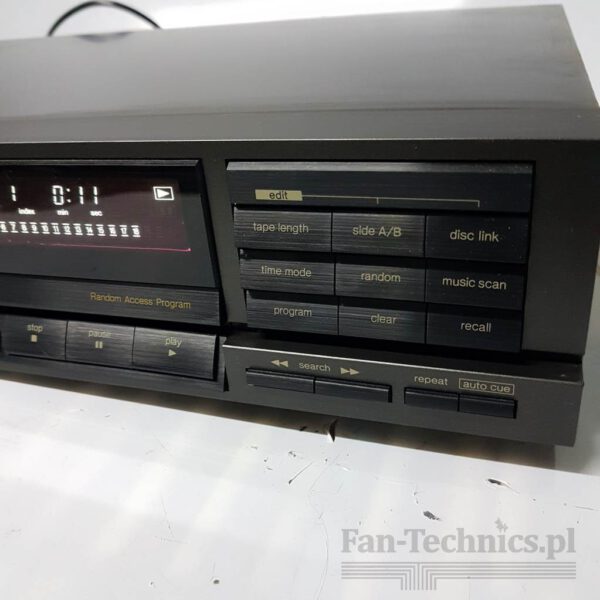 1 0:11
index min sec
edit
tape length side A/B disc link
time mode random music scan
Random Access Program
program clear recall
stop pause play
search
repeat auto cue
Fan-Technics.pl